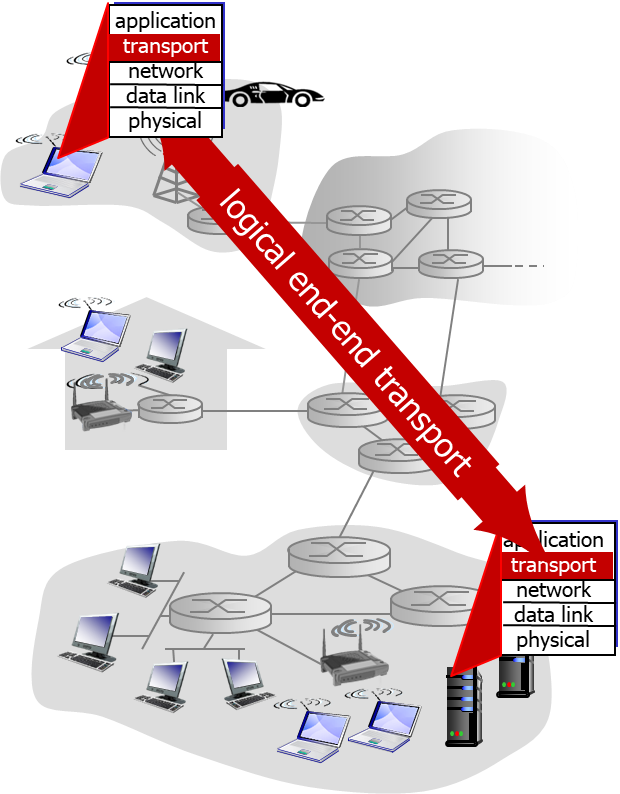 application
transport
network
data link
physical
logical end-end transport
application
transport
network
data link
physical